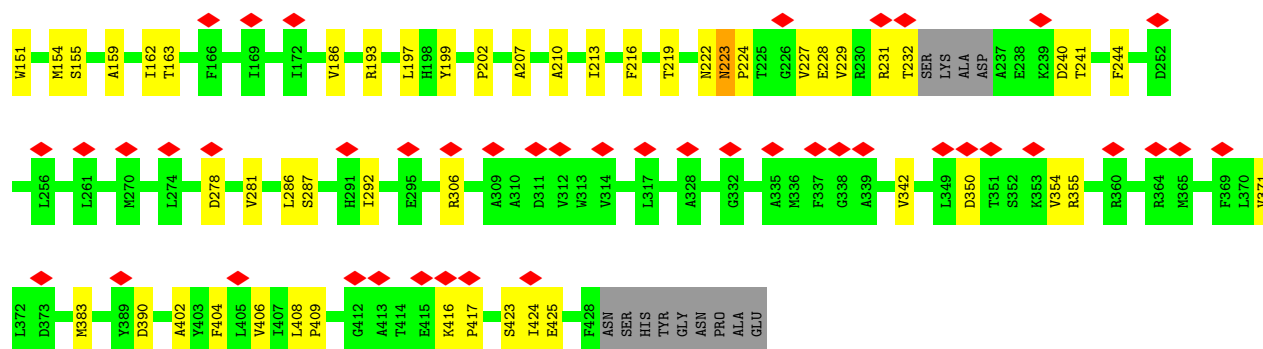 W151 M154 S155 A159 I162 T163 F166 I169 I172 V186 R193 L197 H198 Y199 P202 A207 A210 I213 F216 T219 N222 N223 P224 T225 G226 V227 E228 V229 R230 R231 T232 SER LYS ALA ASP A237 E238 K239 D240 T241 F244 D252
L256 L261 M270 L274 D278 V281 L286 S287 H291 I292 E295 R306 A309 A310 D311 V312 W313 V314 L317 A328 G332 A335 M336 F337 G338 A339 V342 L349 D350 T351 S352 K353 V354 R355 R360 R364 M365 F369 L370 V371
L372 D373 M383 Y389 D390 A402 Y403 F404 L405 V406 I407 L408 P409 G412 A413 T414 E415 K416 P417 S423 I424 E425 F428 ASN SER HIS TYR GLY ASN PRO ALA GLU